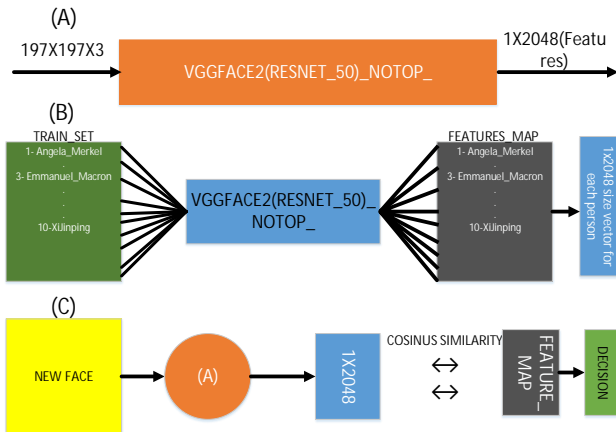 (A)
197X197X3
VGGFACE2(RESNET_50)_NOTOP_
1X2048(Featu
res)
(B)
TRAIN_SET
1- Angela_Merkel
.
3- Emmanuel_Macron
.
.
.
10-XiJinping
VGGFACE2(RESNET_50)_
NOTOP_
FEATURES_MAP
1- Angela_Merkel
.
3- Emmanuel_Macron
.
.
.
10-XiJinping
1x2048 size vector for
each person
(C)
NEW FACE
(A)
1X2048
COSINUS SIMILARITY
↔
↔
FEATURE_
MAP
DECISION